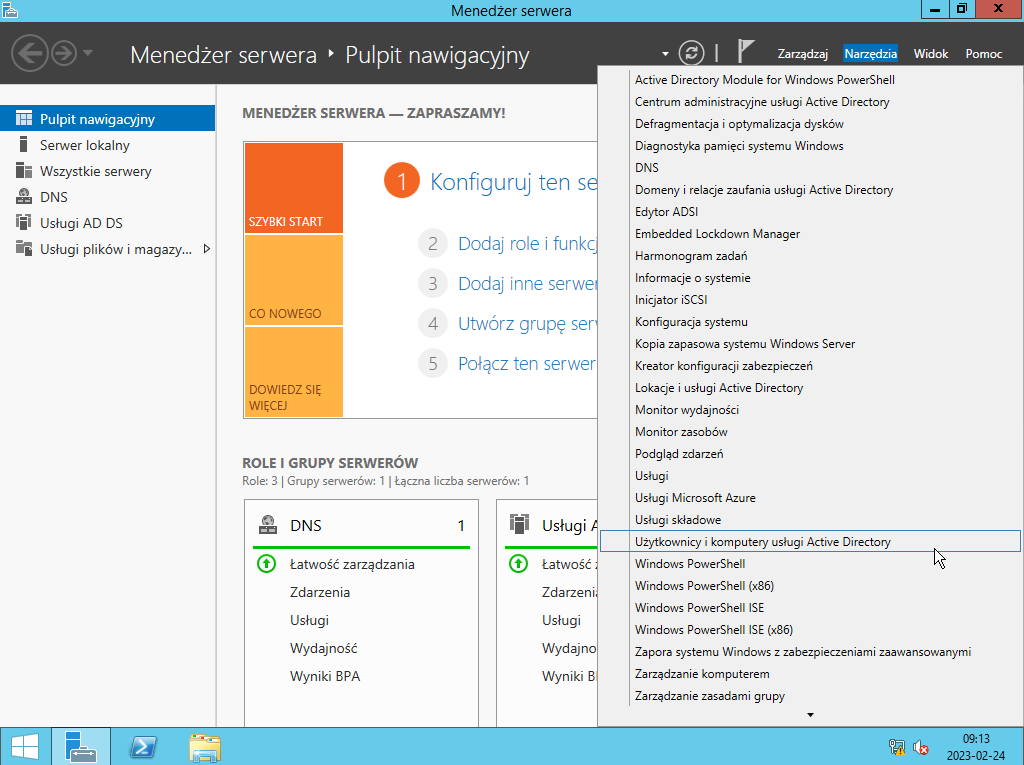 Menedżer serwera
Menedżer serwera
Pulpit nawigacyjny
Zarządzaj
Narzędzia
Widok
Pomoc
Pulpit nawigacyjny
Serwer lokalny
Wszystkie serwery
DNS
Usługi AD DS
Usługi plików i magazy...
MENEDŻER SERWERA — ZAPRASZAMY!
SZYBKI START
CO NOWEGO
DOWIEDZ SIĘ
WIĘCEJ
1 Konfiguruj ten se
2 Dodaj role i funkcj
3 Dodaj inne serwer
4 Utwórz grupę serw
5 Połącz ten serwer
ROLE I GRUPY SERWERÓW
Role: 3 | Grupy serwerów: 1 | Łączna liczba serwerów: 1
DNS 1
Łatwość zarządzania
Zdarzenia
Usługi
Wydajność
Wyniki BPA
Usługi A
Łatwość z
Zdarzenia
Usługi
Wydajno
Wyniki B
Active Directory Module for Windows PowerShell
Centrum administracyjne usługi Active Directory
Defragmentacja i optymalizacja dysków
Diagnostyka pamięci systemu Windows
DNS
Domeny i relacje zaufania usługi Active Directory
Edytor ADSI
Embedded Lockdown Manager
Harmonogram zadań
Informacje o systemie
Inicjator iSCSI
Konfiguracja systemu
Kopia zapasowa systemu Windows Server
Kreator konfiguracji zabezpieczeń
Lokacje i usługi Active Directory
Monitor wydajności
Monitor zasobów
Podgląd zdarzeń
Usługi
Usługi Microsoft Azure
Usługi składowe
Użytkownicy i komputery usługi Active Directory
Windows PowerShell
Windows PowerShell (x86)
Windows PowerShell ISE
Windows PowerShell ISE (x86)
Zapora systemu Windows z zabezpieczeniami zaawansowanymi
Zarządzanie komputerem
Zarządzanie zasadami grupy
09:13
2023-02-24